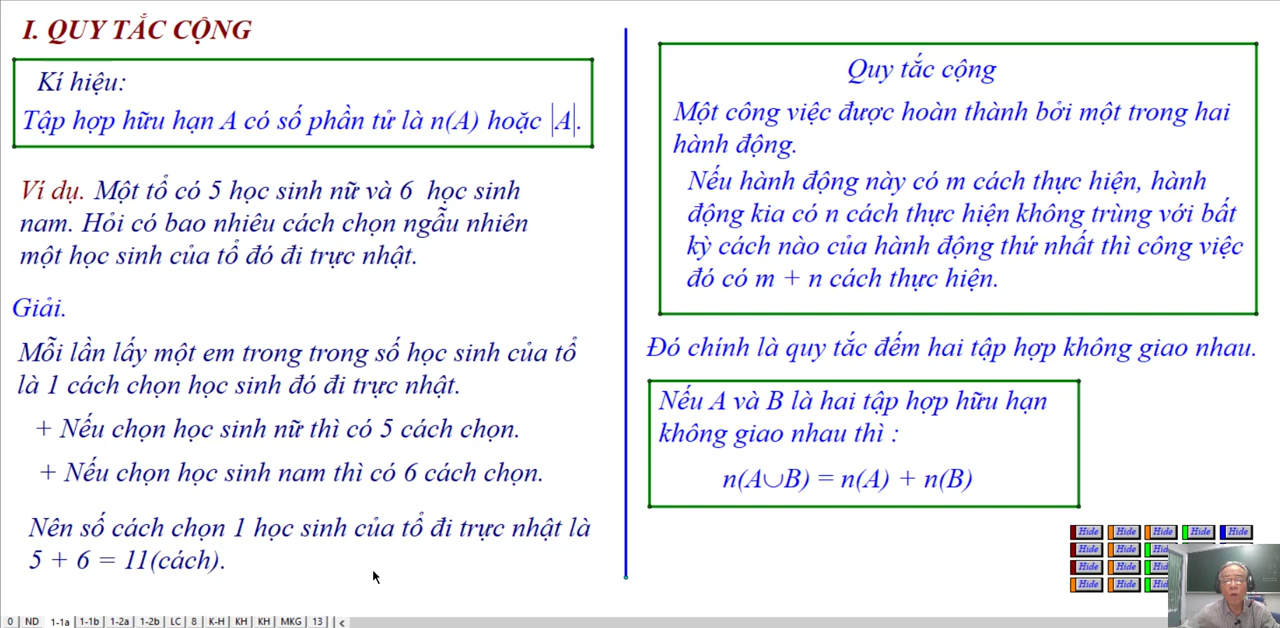 I. QUY TẮC CỘNG
Kí hiệu:
Tập hợp hữu hạn A có số phần tử là n(A) hoặc |A|.
Ví dụ. Một tổ có 5 học sinh nữ và 6 học sinh
nam. Hỏi có bao nhiêu cách chọn ngẫu nhiên
một học sinh của tổ đó đi trực nhật.
Giải.
Mỗi lần lấy một em trong trong số học sinh của tổ
là 1 cách chọn học sinh đó đi trực nhật.
+ Nếu chọn học sinh nữ thì có 5 cách chọn.
+ Nếu chọn học sinh nam thì có 6 cách chọn.
Nên số cách chọn 1 học sinh của tổ đi trực nhật là
5 + 6 = 11(cách).
Quy tắc cộng
Một công việc được hoàn thành bởi một trong hai
hành động.
Nếu hành động này có m cách thực hiện, hành
động kia có n cách thực hiện không trùng với bất
kỳ cách nào của hành động thứ nhất thì công việc
đó có m + n cách thực hiện.
Đó chính là quy tắc đếm hai tập hợp không giao nhau.
Nếu A và B là hai tập hợp hữu hạn
không giao nhau thì :
n(A∪B) = n(A) + n(B)
Hide Hide Hide Hide Hide
Hide Hide Hide
Hide Hide Hide
Hide Hide Hide
0 | ND | 1-1a | 1-1b | 1-2a | 1-2b | LC | 8 | K-H | KH | KH | MKG | 13 | <